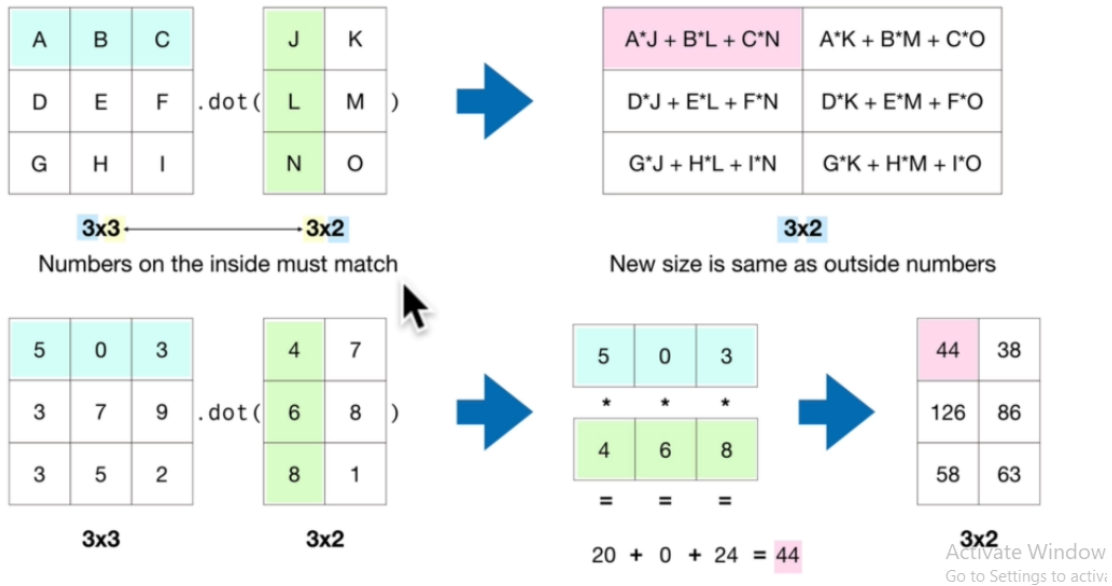 A B C
J K
A*J + B*L + C*N A*K + B*M + C*O
D E F .dot( L M )
D*J + E*L + F*N D*K + E*M + F*O
G H I
N O
G*J + H*L + I*N G*K + H*M + I*O
3x3 3x2
3x2
Numbers on the inside must match
New size is same as outside numbers
5 0 3
4 7
5 0 3
44 38
3 7 9 .dot( 6 8 )
* * *
126 86
4 6 8
3 5 2
8 1
58 63
= = =
3x3
3x2
20 + 0 + 24 = 44
3x2
Activate Window
Go to Settings to activ